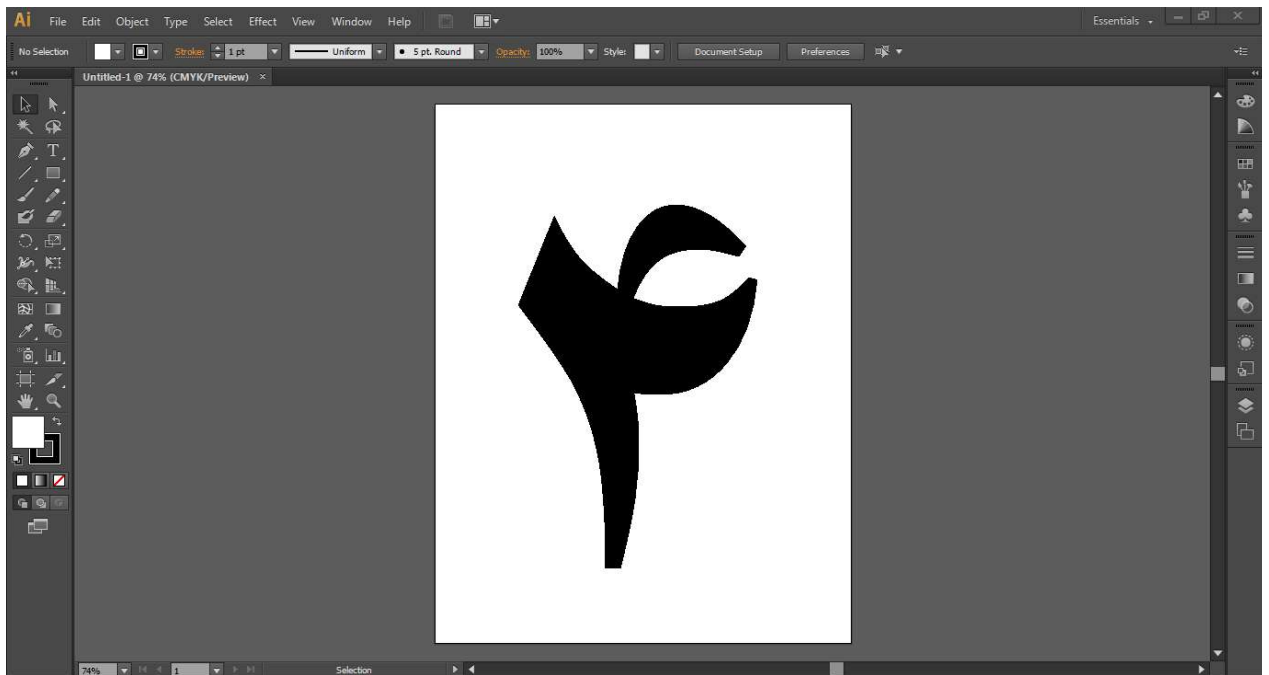 Ai File Edit Object Type Select Effect View Window Help Essentials
No Selection Stroke: 1 pt Uniform 5 pt. Round Opacity: 100% Style: Document Setup Preferences
Untitled-1 @ 74% (CMYK/Preview) ×
۴
74% 1 Selection